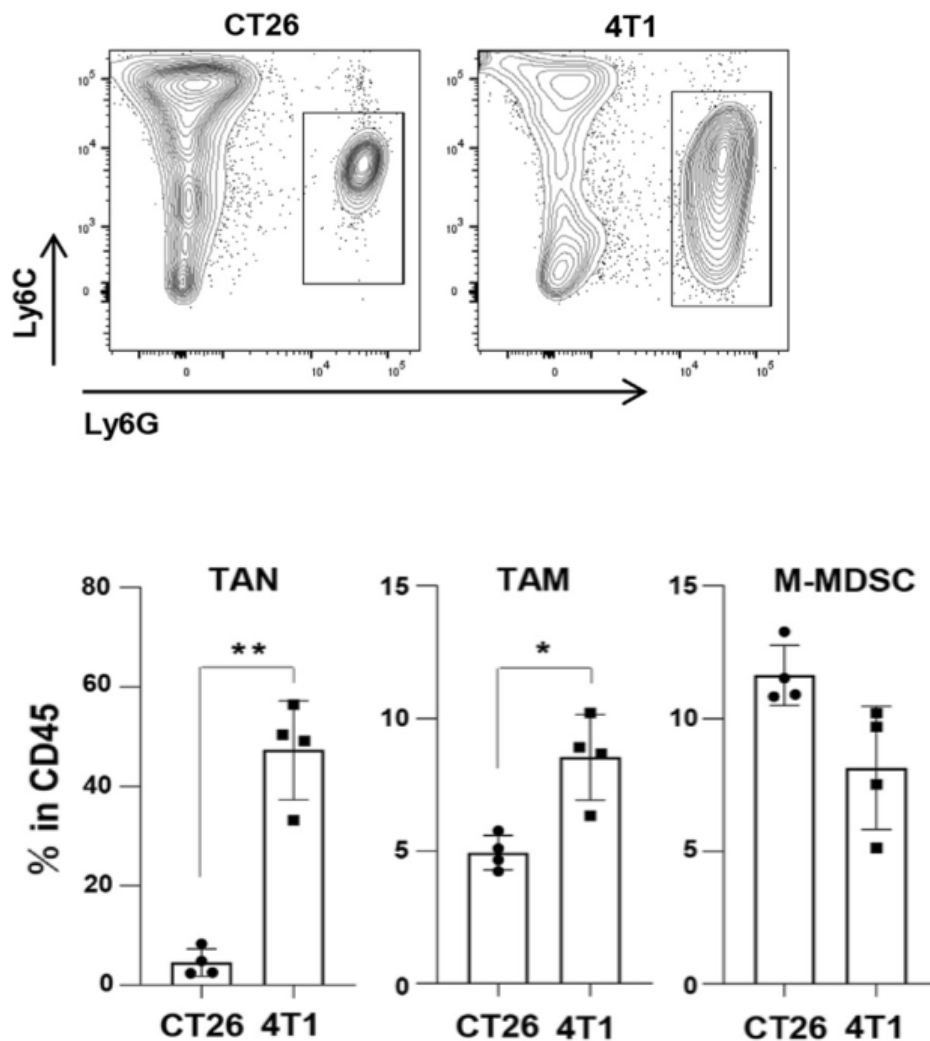 CT26 4T1
10⁵ 10⁵
10⁴ 10⁴
10³ 10³
0 0
Ly6C
0 10⁴ 10⁵ 0 10⁴ 10⁵
Ly6G
TAN TAM M-MDSC
80 15 15
** *
60
10 10
40
5 5
20
0 0 0
% in CD45
CT26 4T1 CT26 4T1 CT26 4T1